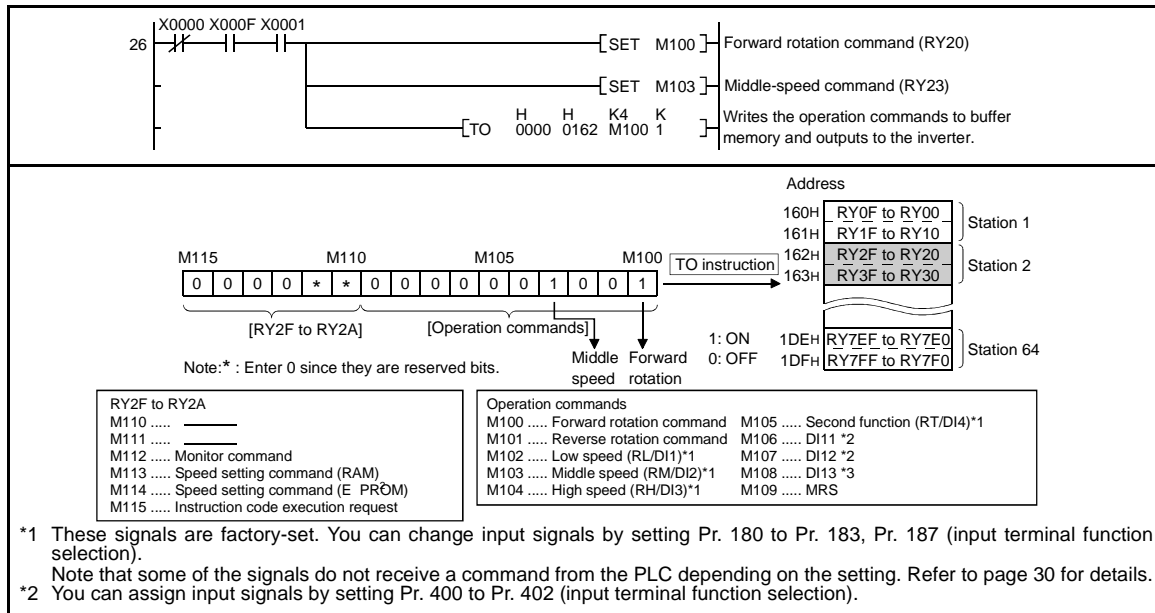 X0000 X000F X0001
26
SET M100 Forward rotation command (RY20)
SET M103 Middle-speed command (RY23)
H H K4 K
TO 0000 0162 M100 1
Writes the operation commands to buffer
memory and outputs to the inverter.
Address
160H RY0F to RY00
161H RY1F to RY10
Station 1
162H RY2F to RY20
163H RY3F to RY30
Station 2
1DEH RY7EF to RY7E0
1DFH RY7FF to RY7F0
Station 64
M115 M110 M105 M100
TO instruction
0 0 0 0 * * 0 0 0 0 0 0 1 0 0 1
[RY2F to RY2A] [Operation commands]
1: ON
0: OFF
Middle
speed
Forward
rotation
Note:* : Enter 0 since they are reserved bits.
RY2F to RY2A
M110 .....
M111 .....
M112 ..... Monitor command
M113 ..... Speed setting command (RAM)
M114 ..... Speed setting command (E2PROM)
M115 ..... Instruction code execution request
Operation commands
M100 ..... Forward rotation command M105 ..... Second function (RT/DI4)*1
M101 ..... Reverse rotation command M106 ..... DI11 *2
M102 ..... Low speed (RL/DI1)*1 M107 ..... DI12 *2
M103 ..... Middle speed (RM/DI2)*1 M108 ..... DI13 *3
M104 ..... High speed (RH/DI3)*1 M109 ..... MRS
*1 These signals are factory-set. You can change input signals by setting Pr. 180 to Pr. 183, Pr. 187 (input terminal function
selection).
Note that some of the signals do not receive a command from the PLC depending on the setting. Refer to page 30 for details.
*2 You can assign input signals by setting Pr. 400 to Pr. 402 (input terminal function selection).